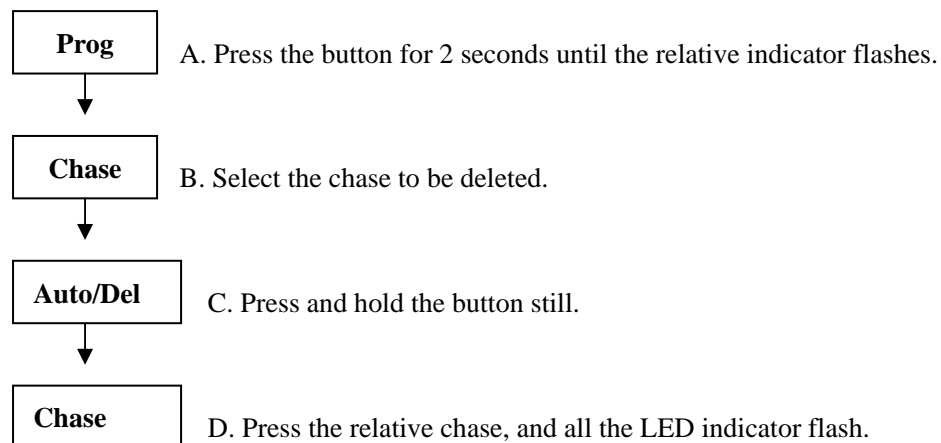 Prog
A. Press the button for 2 seconds until the relative indicator flashes.
Chase
B. Select the chase to be deleted.
Auto/Del
C. Press and hold the button still.
Chase
D. Press the relative chase, and all the LED indicator flash.